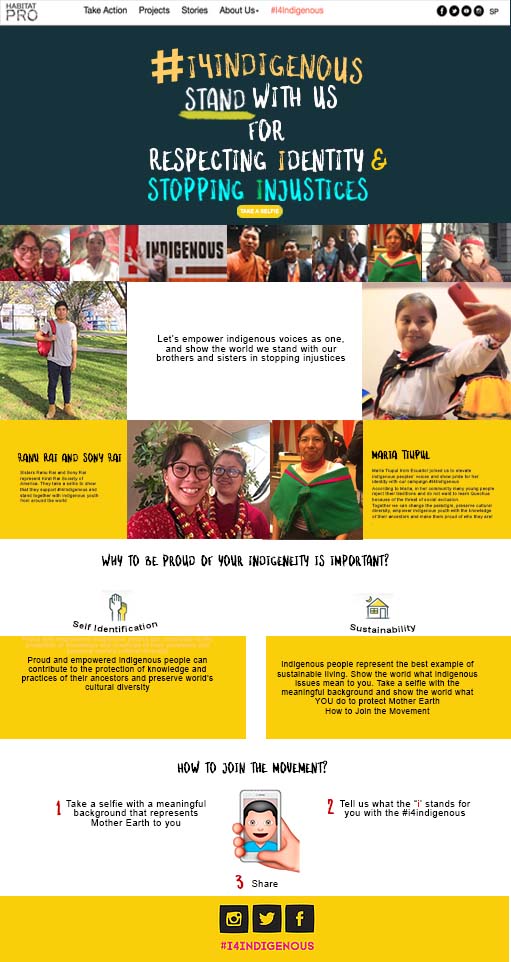 HABITAT
PRO
Take Action
Projects
Stories
About Us
#I4Indigenous
SP
#I4INDIGENOUS
STAND WITH US
FOR
RESPECTING IDENTITY &
STOPPING INJUSTICES
TAKE A SELFIE
INDIGENOUS
Let's empower indigenous voices as one,
and show the world we stand with our
brothers and sisters in stopping injustices
RANU RAI AND SONY RAI
Sisters Ranu Rai and Sony Rai
represent Kirat Rai Society of
America. They take a selfie to show
that they support #I4Indigenous and
stand together with indigenous youth
from around the world
MARIA TIUPUL
Maria Tiupul from Ecuador joined us to elevate
indigenous peoples' voices and show pride for her
identity with our campaign #I4Indigenous
According to Maria, in her community many young people
reject their traditions and do not want to learn Quechua
because of the threat of social exclusion.
Together we can change the paradigm, preserve cultural
diversity, empower indigenous youth with the knowledge
of their ancestors and make them proud of who they are!
WHY TO BE PROUD OF YOUR INDIGENEITY IS IMPORTANT?
Self Identification
Proud and empowered indigenous people can
contribute to the protection of knowledge and
practices of their ancestors and preserve world's
cultural diversity
Sustainability
Indigenous people represent the best example of
sustainable living. Show the world what indigenous
issues mean to you. Take a selfie with the
meaningful background and show the world what
YOU do to protect Mother Earth
How to Join the Movement
HOW TO JOIN THE MOVEMENT?
1 Take a selfie with a meaningful
background that represents
Mother Earth to you
2 Tell us what the "i' stands for
you with the #i4indigenous
3 Share
#I4INDIGENOUS